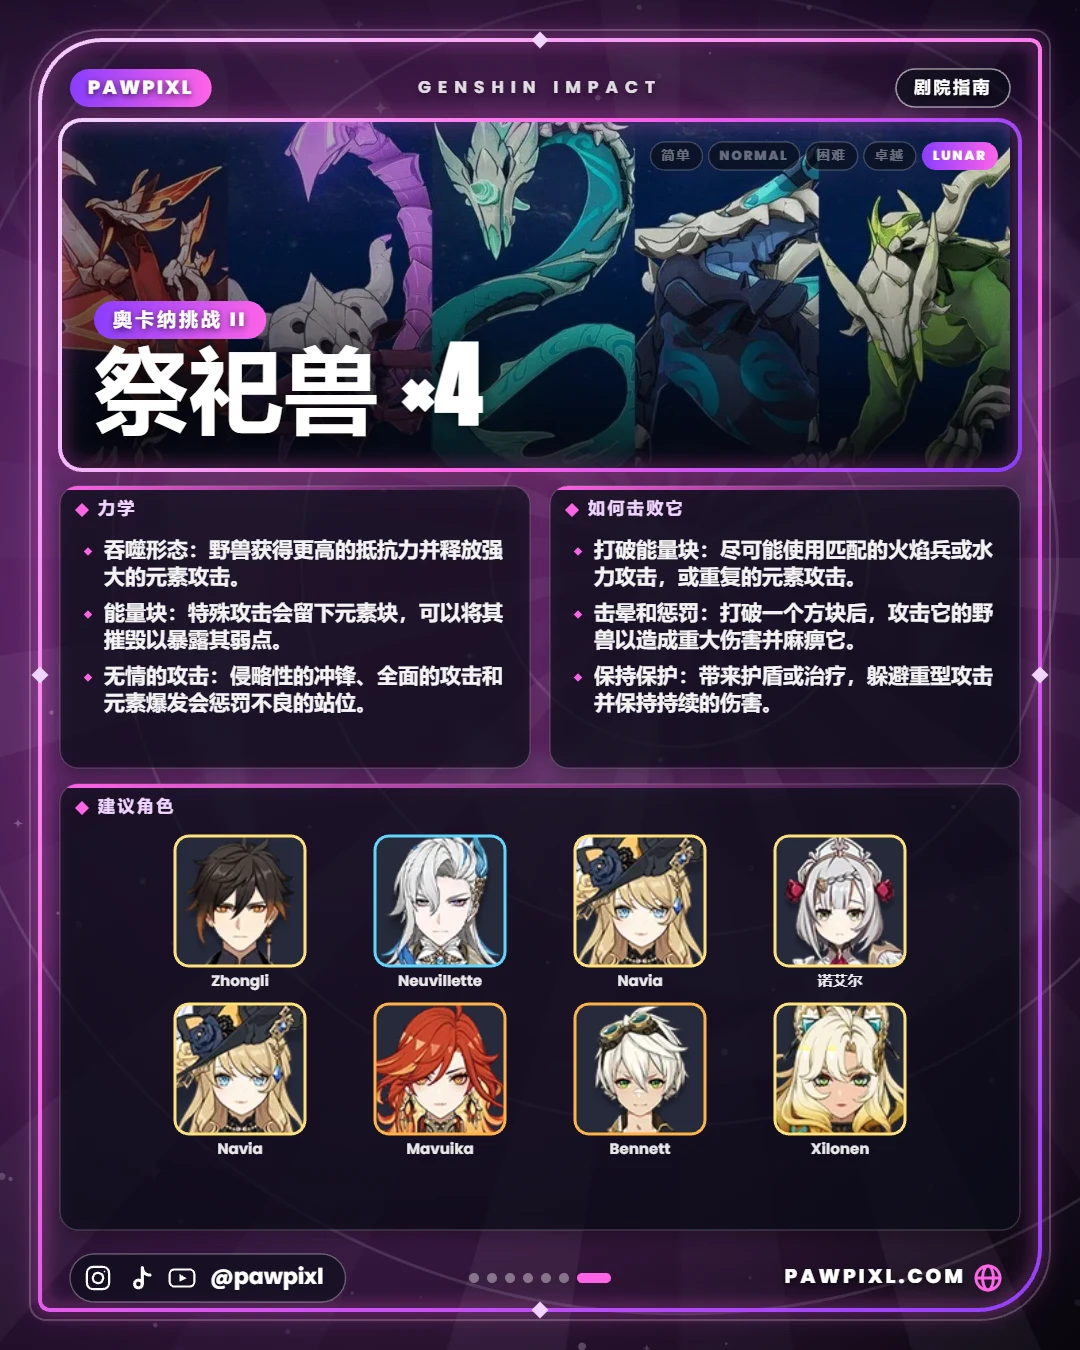 PAWPIXL
GENSHIN IMPACT
剧院指南
简单
NORMAL
困难
卓越
LUNAR
奥卡纳挑战 II
祭祀兽 ×4
力学
吞噬形态：野兽获得更高的抵抗力并释放强
大的元素攻击。
能量块：特殊攻击会留下元素块，可以将其
摧毁以暴露其弱点。
无情的攻击：侵略性的冲锋、全面的攻击和
元素爆发会惩罚不良的站位。
如何击败它
打破能量块：尽可能使用匹配的火焰兵或水
力攻击，或重复的元素攻击。
击晕和惩罚：打破一个方块后，攻击它的野
兽以造成重大伤害并麻痹它。
保持保护：带来护盾或治疗，躲避重型攻击
并保持持续的伤害。
建议角色
Zhongli
Neuvillette
Navia
诺艾尔
Navia
Mavuika
Bennett
Xilonen
@pawpixl
PAWPIXL.COM